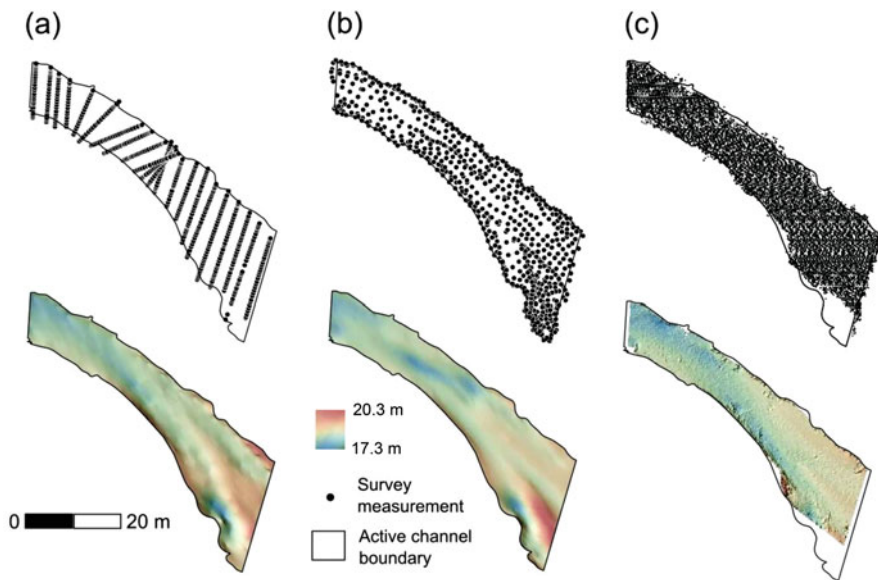 (a)
(b)
(c)
20.3 m
17.3 m
Survey
measurement
Active channel
boundary
0
20 m